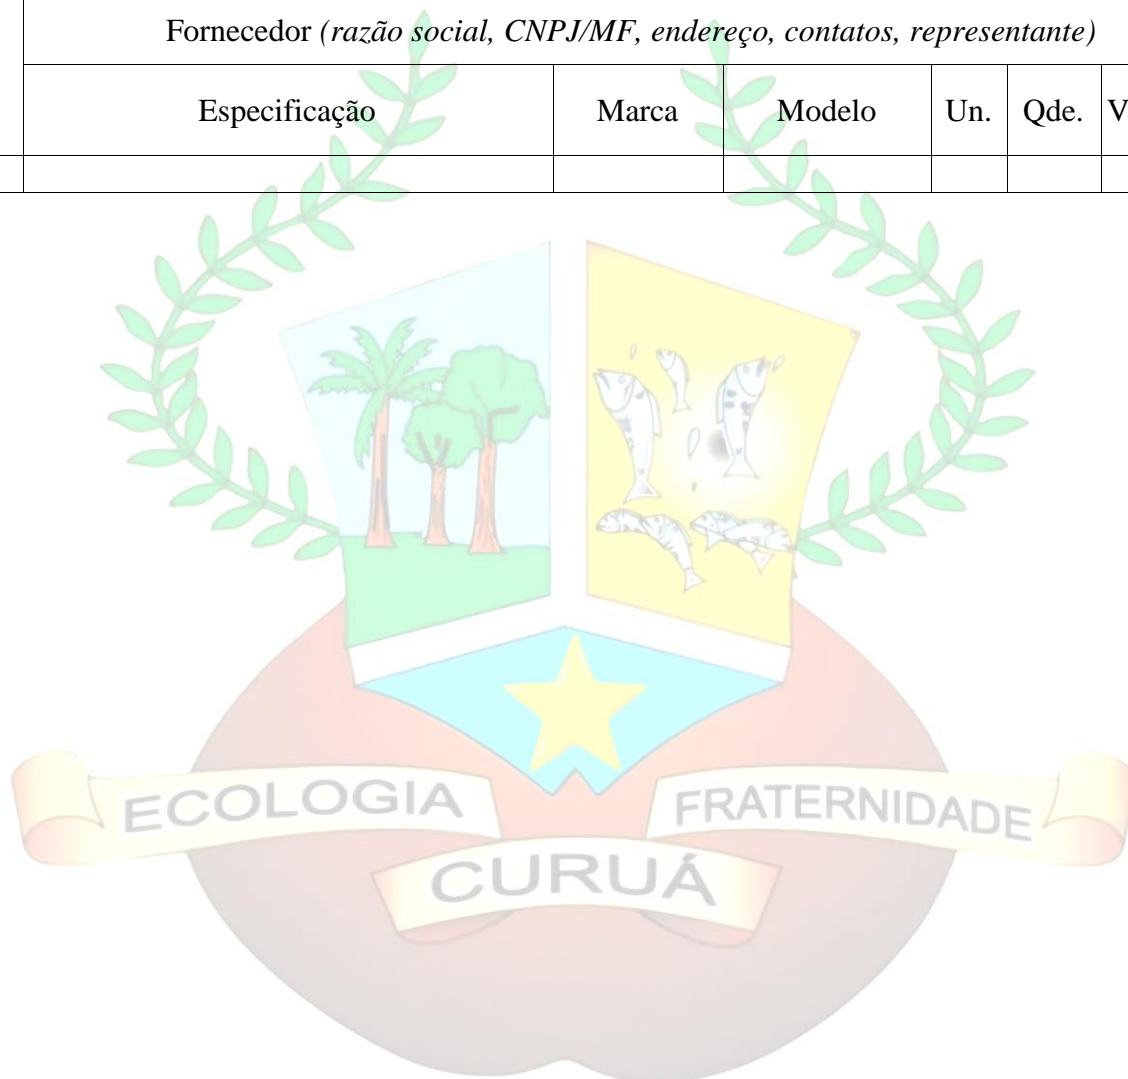 Fornecedor (razão social, CNPJ/MF, endereço, contatos, representante)
Especificação Marca Modelo Un. Qde. V
ECOLOGIA FRATERNIDADE
CURUÁ